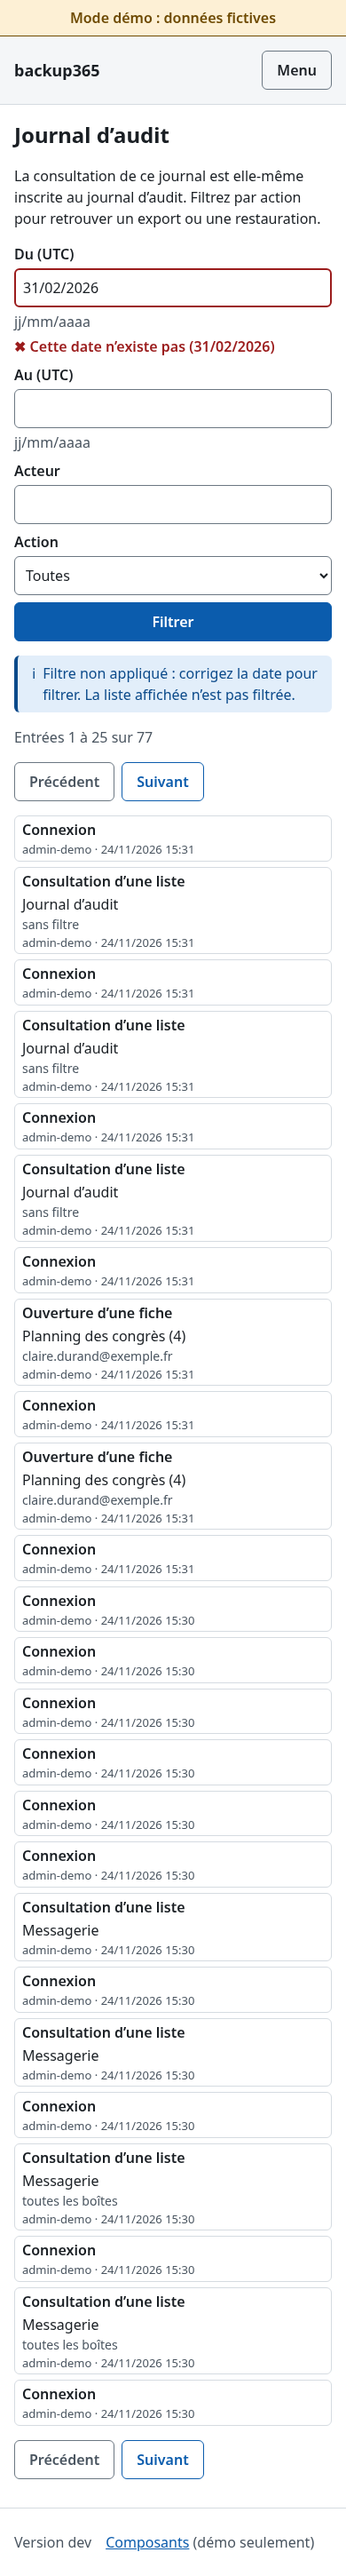 Mode démo : données fictives
backup365
Menu
Journal d’audit
La consultation de ce journal est elle-même
inscrite au journal d’audit. Filtrez par action
pour retrouver un export ou une restauration.
Du (UTC)
31/02/2026
jj/mm/aaaa
✖ Cette date n’existe pas (31/02/2026)
Au (UTC)
jj/mm/aaaa
Acteur
Action
Toutes
Filtrer
i Filtre non appliqué : corrigez la date pour
filtrer. La liste affichée n’est pas filtrée.
Entrées 1 à 25 sur 77
Précédent Suivant
Connexion
admin-demo · 24/11/2026 15:31
Consultation d’une liste
Journal d’audit
sans filtre
admin-demo · 24/11/2026 15:31
Connexion
admin-demo · 24/11/2026 15:31
Consultation d’une liste
Journal d’audit
sans filtre
admin-demo · 24/11/2026 15:31
Connexion
admin-demo · 24/11/2026 15:31
Consultation d’une liste
Journal d’audit
sans filtre
admin-demo · 24/11/2026 15:31
Connexion
admin-demo · 24/11/2026 15:31
Ouverture d’une fiche
Planning des congrès (4)
claire.durand@exemple.fr
admin-demo · 24/11/2026 15:31
Connexion
admin-demo · 24/11/2026 15:31
Ouverture d’une fiche
Planning des congrès (4)
claire.durand@exemple.fr
admin-demo · 24/11/2026 15:31
Connexion
admin-demo · 24/11/2026 15:31
Connexion
admin-demo · 24/11/2026 15:30
Connexion
admin-demo · 24/11/2026 15:30
Connexion
admin-demo · 24/11/2026 15:30
Connexion
admin-demo · 24/11/2026 15:30
Connexion
admin-demo · 24/11/2026 15:30
Connexion
admin-demo · 24/11/2026 15:30
Consultation d’une liste
Messagerie
admin-demo · 24/11/2026 15:30
Connexion
admin-demo · 24/11/2026 15:30
Consultation d’une liste
Messagerie
admin-demo · 24/11/2026 15:30
Connexion
admin-demo · 24/11/2026 15:30
Consultation d’une liste
Messagerie
toutes les boîtes
admin-demo · 24/11/2026 15:30
Connexion
admin-demo · 24/11/2026 15:30
Consultation d’une liste
Messagerie
toutes les boîtes
admin-demo · 24/11/2026 15:30
Connexion
admin-demo · 24/11/2026 15:30
Précédent Suivant
Version dev Composants (démo seulement)